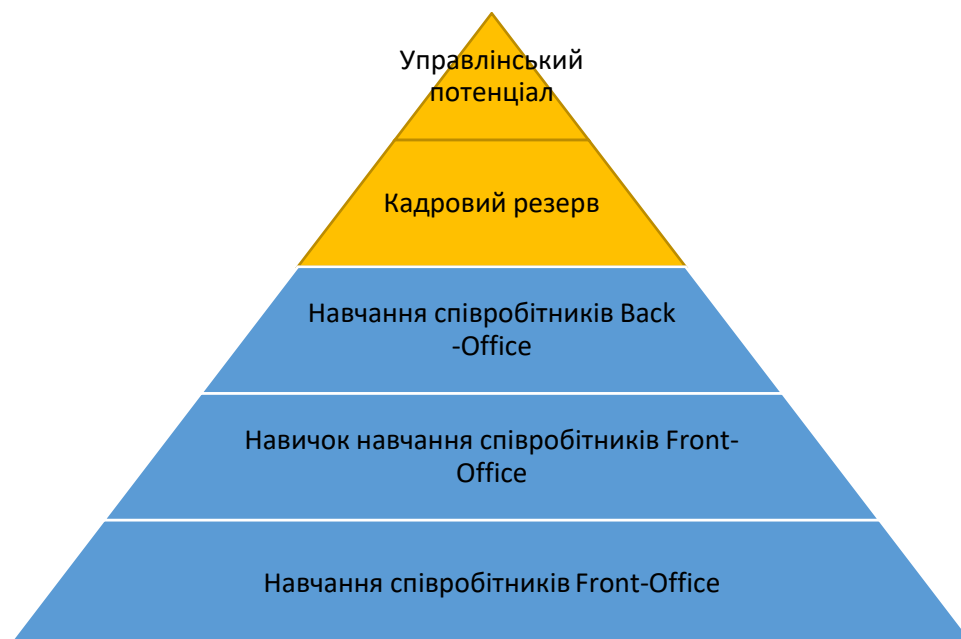 Управлінський
потенціал
Кадровий резерв
Навчання співробітників Back
-Office
Навичок навчання співробітників Front-
Office
Навчання співробітників Front-Office